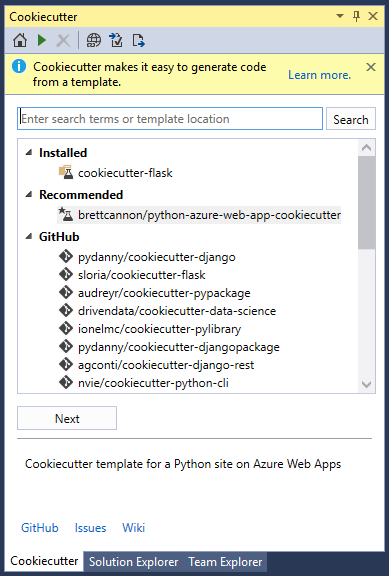 Cookiecutter
Cookiecutter makes it easy to generate code
from a template.
Learn more.
Enter search terms or template location
Search
Installed
cookiecutter-flask
Recommended
brettcannon/python-azure-web-app-cookiecutter
GitHub
pydanny/cookiecutter-django
sloria/cookiecutter-flask
audreyr/cookiecutter-pypackage
drivendata/cookiecutter-data-science
ionelmc/cookiecutter-pylibrary
pydanny/cookiecutter-djangopackage
agconti/cookiecutter-django-rest
nvie/cookiecutter-python-cli
Next
Cookiecutter template for a Python site on Azure Web Apps
GitHub Issues Wiki
Cookiecutter Solution Explorer Team Explorer